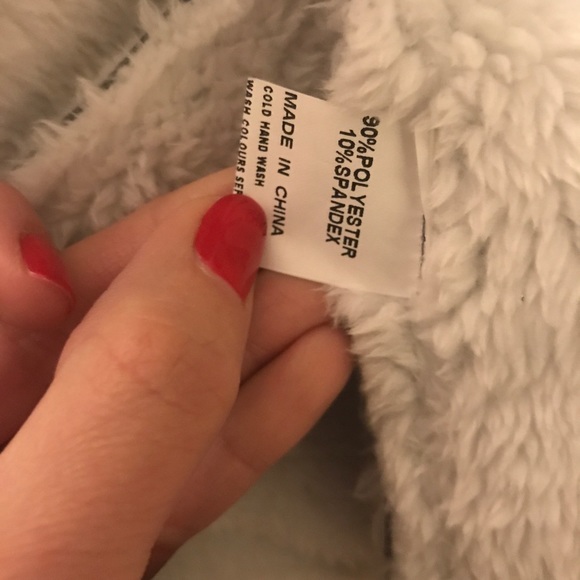 90%POLYESTER
10%SPANDEX
MADE IN CHINA
COLD HAND WASH
WASH COLOURS